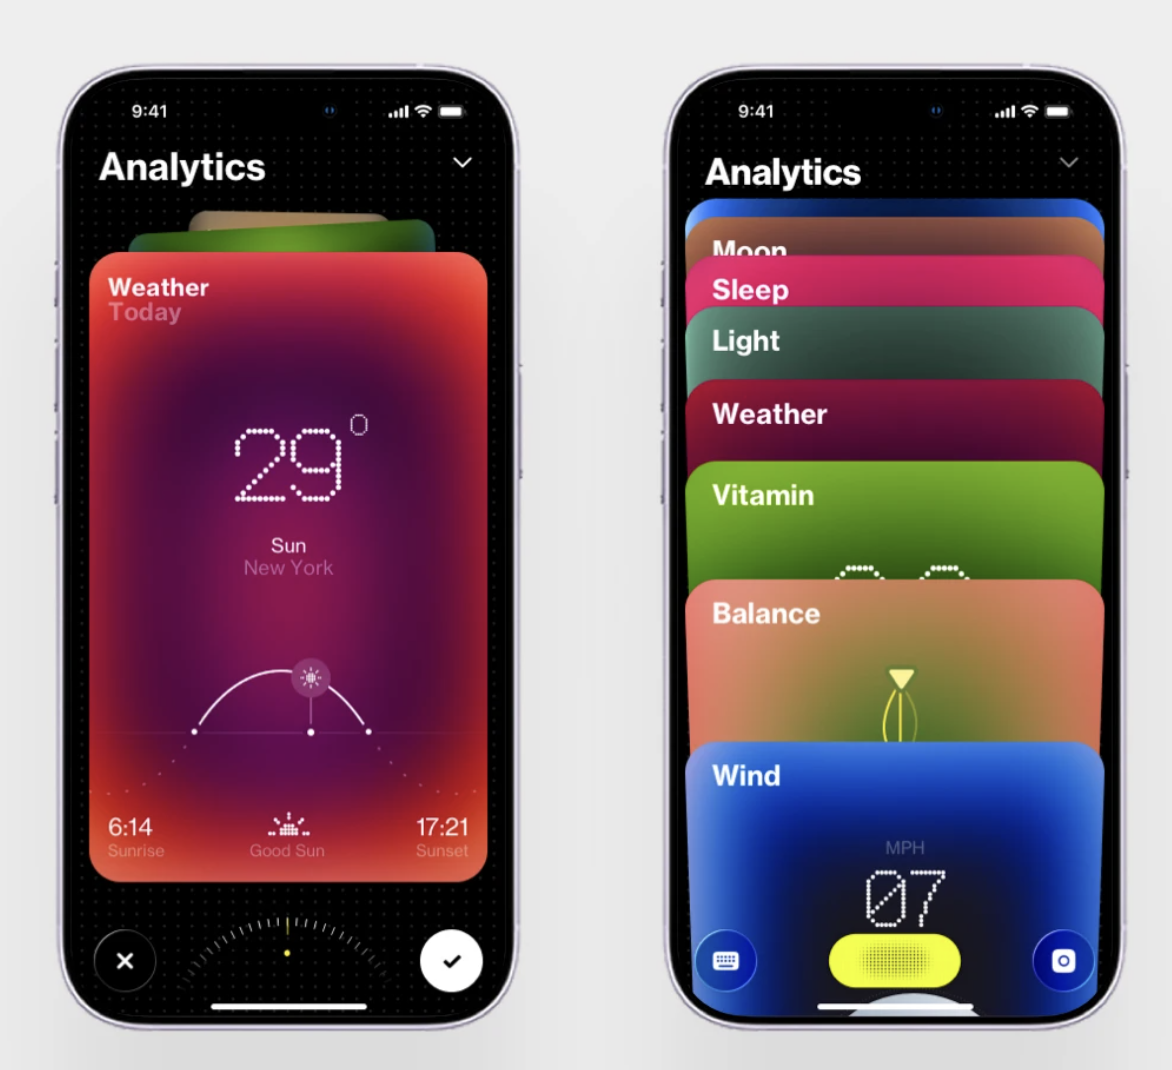 9:41
Analytics
Weather
Today
29°
Sun
New York
6:14
Sunrise
Good Sun
17:21
Sunset
9:41
Analytics
Moon
Sleep
Light
Weather
Vitamin
Balance
Wind
MPH
07